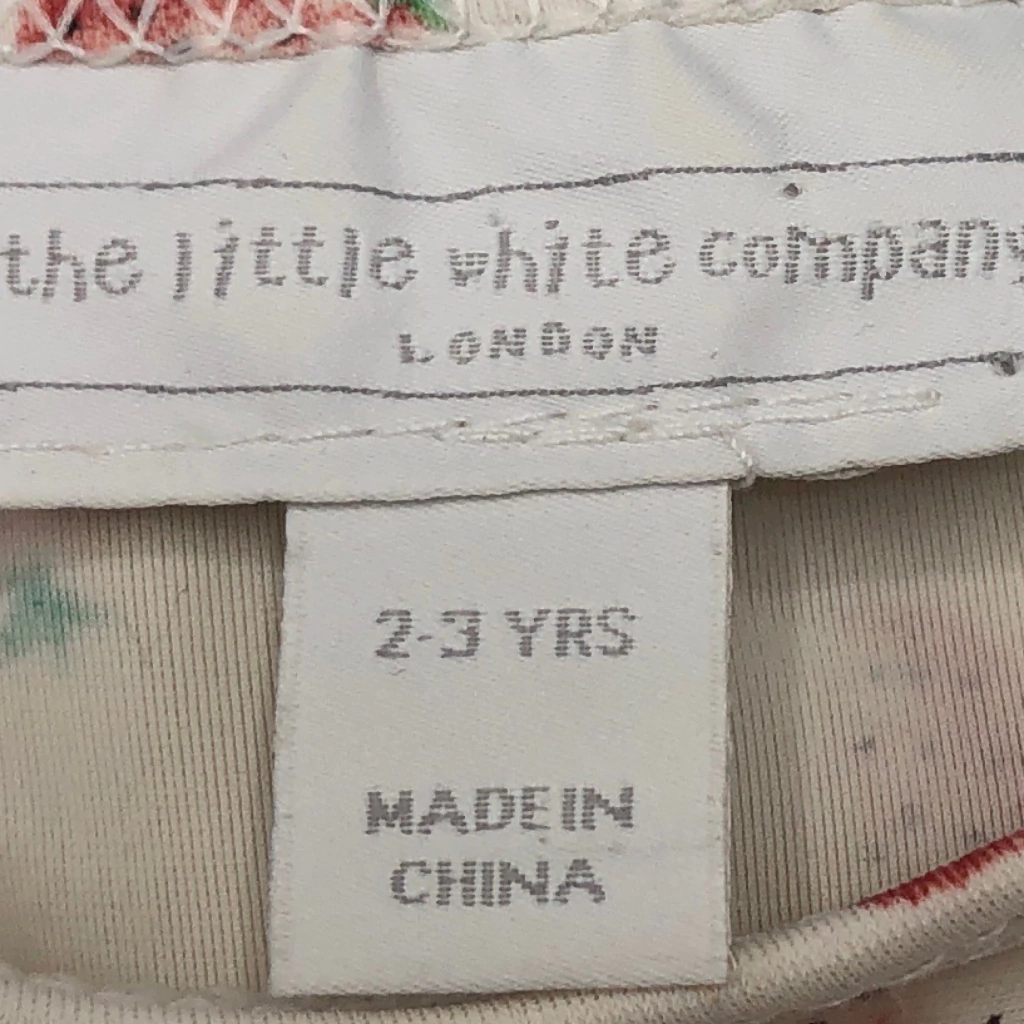 the little white company
LONDON
2-3 YRS
MADE IN
CHINA